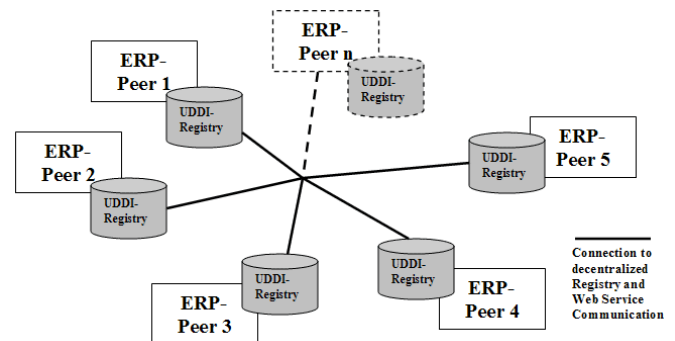 ERP-
Peer n
UDDI-
Registry
ERP-
Peer 1
UDDI-
Registry
ERP-
Peer 2
UDDI-
Registry
ERP-
Peer 5
UDDI-
Registry
ERP-
Peer 3
UDDI-
Registry
ERP-
Peer 4
UDDI-
Registry
Connection to
decentralized
Registry and
Web Service
Communication